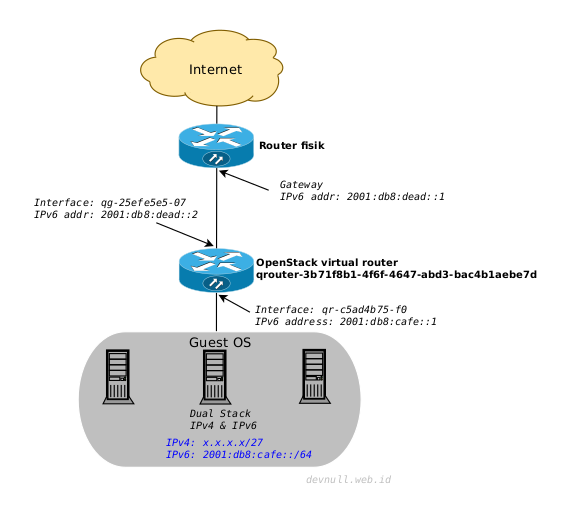 Internet
Router fisik
Gateway
IPv6 addr: 2001:db8:dead::1
Interface: qg-25efe5e5-07
IPv6 addr: 2001:db8:dead::2
OpenStack virtual router
qrouter-3b71f8b1-4f6f-4647-abd3-bac4b1aebe7d
Interface: qr-c5ad4b75-f0
IPv6 address: 2001:db8:cafe::1
Guest OS
Dual Stack
IPv4 & IPv6
IPv4: x.x.x.x/27
IPv6: 2001:db8:cafe::/64
devnull.web.id